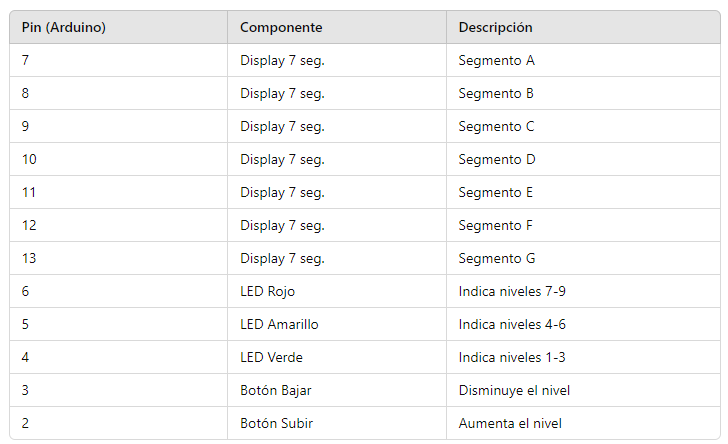 Pin (Arduino) Componente Descripción
7 Display 7 seg. Segmento A
8 Display 7 seg. Segmento B
9 Display 7 seg. Segmento C
10 Display 7 seg. Segmento D
11 Display 7 seg. Segmento E
12 Display 7 seg. Segmento F
13 Display 7 seg. Segmento G
6 LED Rojo Indica niveles 7-9
5 LED Amarillo Indica niveles 4-6
4 LED Verde Indica niveles 1-3
3 Botón Bajar Disminuye el nivel
2 Botón Subir Aumenta el nivel